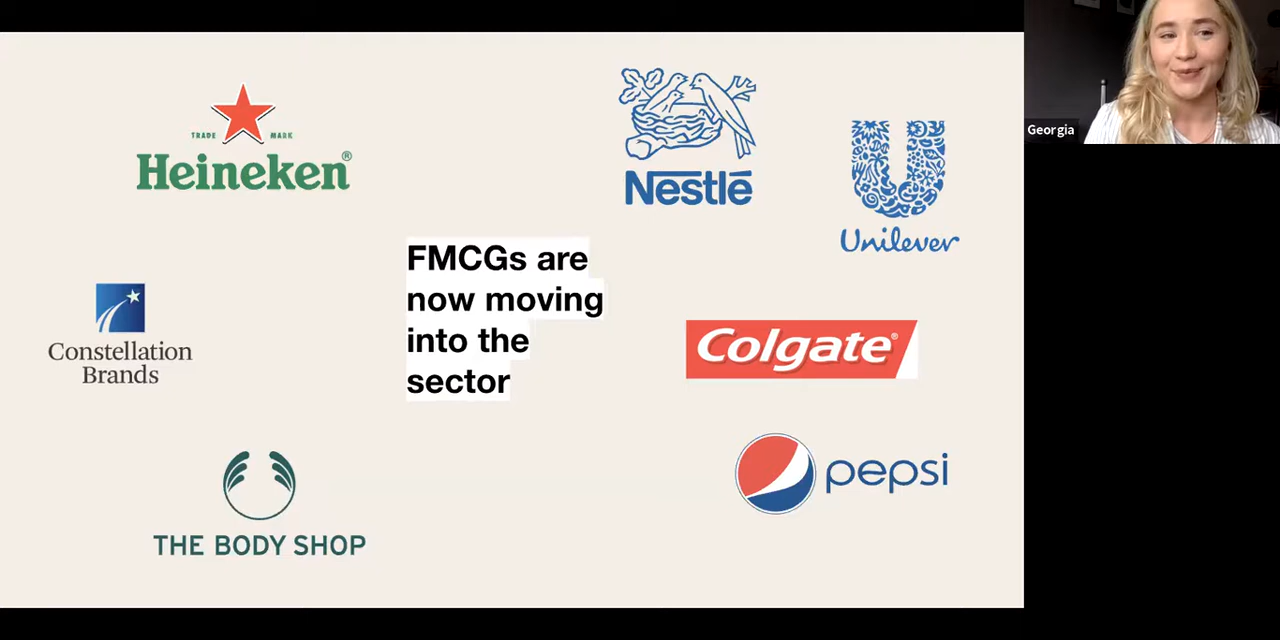 TRADE MARK
Heineken®
Nestlé
Unilever
Georgia
FMCGs are
now moving
into the
sector
Constellation
Brands
Colgate®
pepsi
THE BODY SHOP